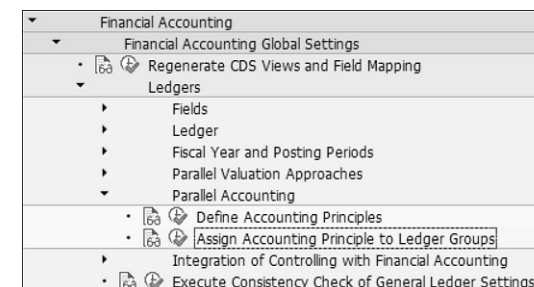 Financial Accounting
Financial Accounting Global Settings
Regenerate CDS Views and Field Mapping
Ledgers
Fields
Ledger
Fiscal Year and Posting Periods
Parallel Valuation Approaches
Parallel Accounting
Define Accounting Principles
Assign Accounting Principle to Ledger Groups
Integration of Controlling with Financial Accounting
Execute Consistency Check of General Ledger Settings